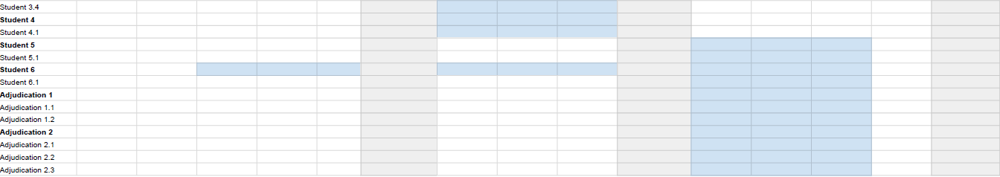 Student 3.4
Student 4
Student 4.1
Student 5
Student 5.1
Student 6
Student 6.1
Adjudication 1
Adjudication 1.1
Adjudication 1.2
Adjudication 2
Adjudication 2.1
Adjudication 2.2
Adjudication 2.3